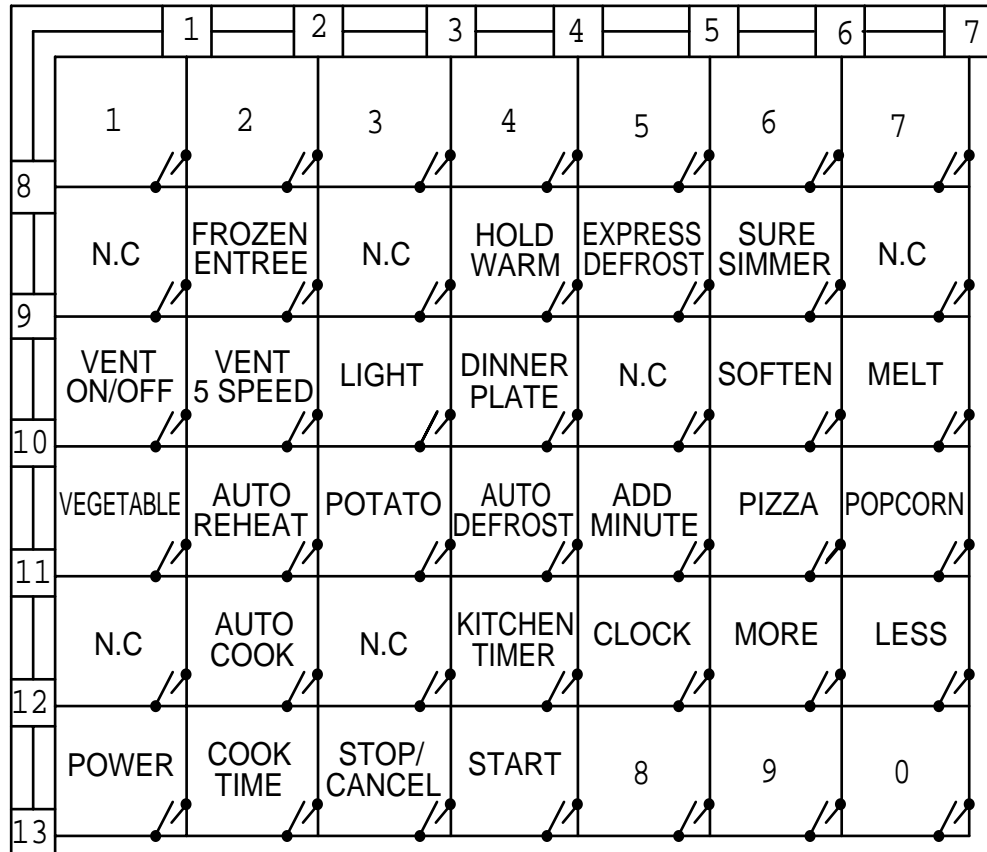 1 2 3 4 5 6 7
1 2 3 4 5 6 7
8
N.C FROZEN ENTREE N.C HOLD WARM EXPRESS DEFROST SURE SIMMER N.C
9
VENT ON/OFF VENT 5 SPEED LIGHT DINNER PLATE N.C SOFTEN MELT
10
VEGETABLE AUTO REHEAT POTATO AUTO DEFROST ADD MINUTE PIZZA POPCORN
11
N.C AUTO COOK N.C KITCHEN TIMER CLOCK MORE LESS
12
POWER COOK TIME STOP/ CANCEL START 8 9 0
13